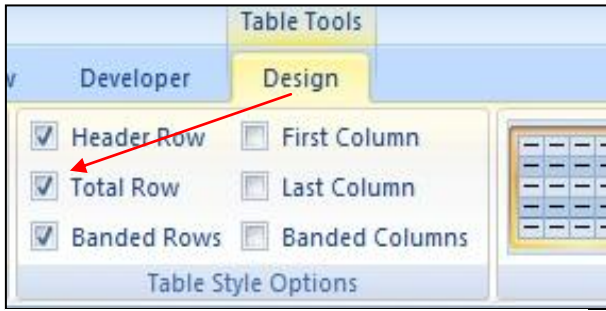 Table Tools
Developer Design
Header Row First Column
Total Row Last Column
Banded Rows Banded Columns
Table Style Options